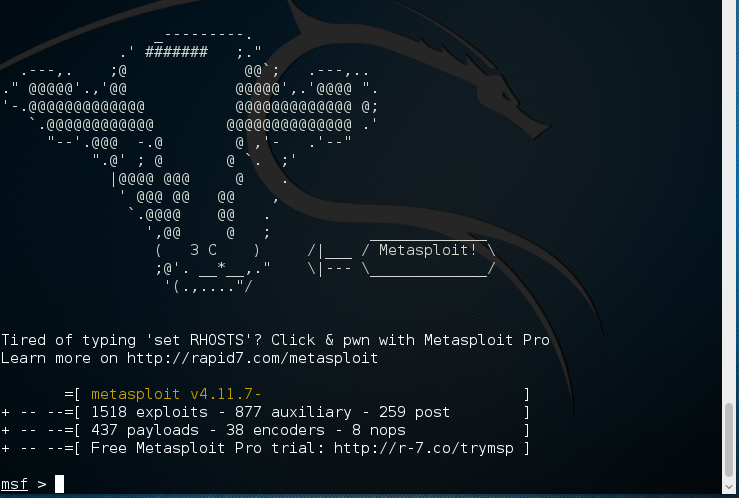 _---------.
.' #######   ;."
.---,.    ;@             @@`;   .---,..
." @@@@@'.,'@@            @@@@@',.'@@@@ ".
'-.@@@@@@@@@@@@@          @@@@@@@@@@@@@ @;
`.@@@@@@@@@@@@        @@@@@@@@@@@@@@ .'
"--'.@@@  -.@        @ ,'-   .'--"
".@' ; @       @ `.  ;'
|@@@@ @@@     @    .
' @@@ @@   @@    ,
`.@@@@    @@   .
',@@     @   ;           _____________
(   3 C    )     /|___ / Metasploit! \
;@'. __*__,."    \|--- \_____________/
'(.,...."/
Tired of typing 'set RHOSTS'? Click & pwn with Metasploit Pro
Learn more on http://rapid7.com/metasploit
=[ metasploit v4.11.7-                             ]
+ -- --=[ 1518 exploits - 877 auxiliary - 259 post        ]
+ -- --=[ 437 payloads - 38 encoders - 8 nops             ]
+ -- --=[ Free Metasploit Pro trial: http://r-7.co/trymsp ]
msf >